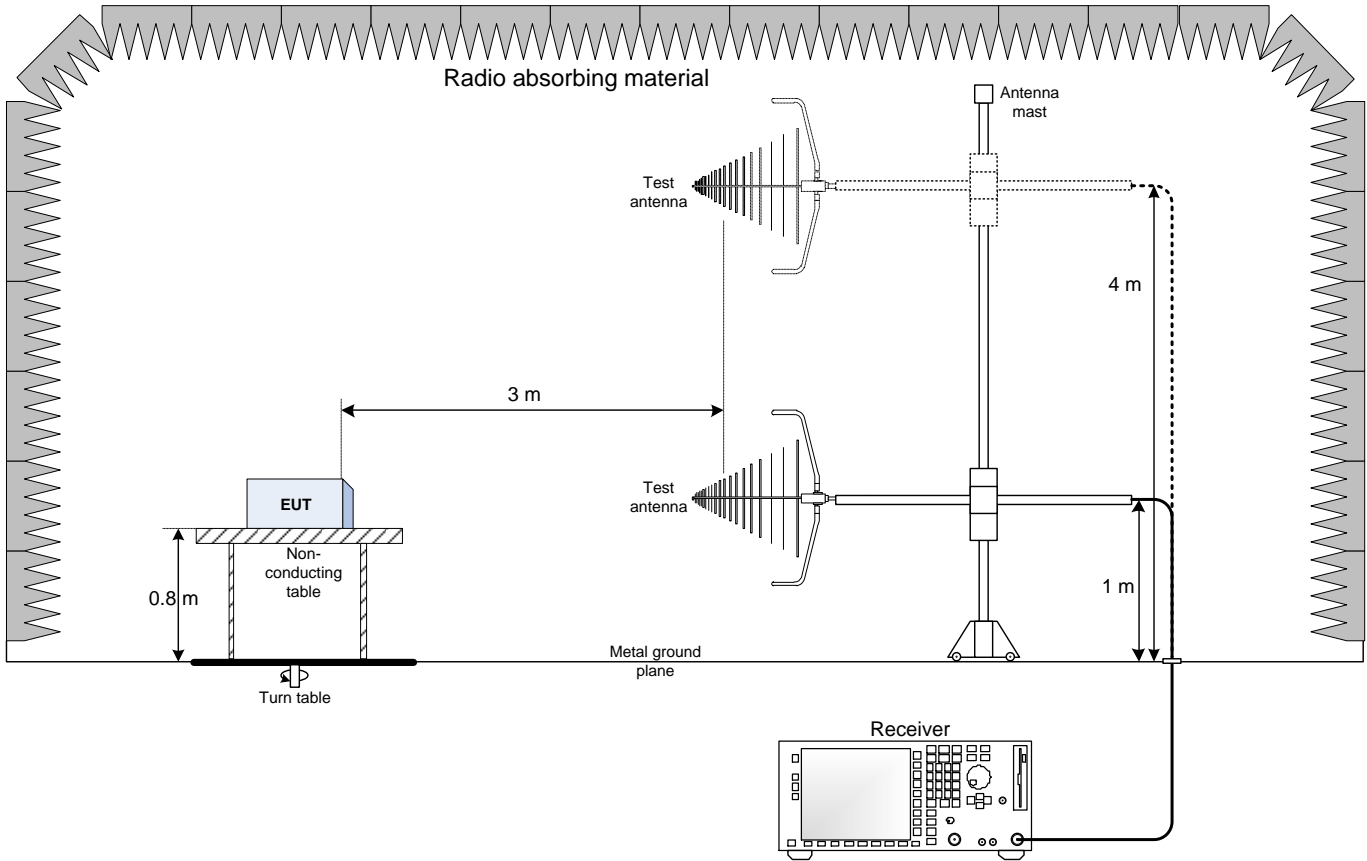 Radio absorbing material
Antenna
mast
Test
antenna
4 m
3 m
EUT
Test
antenna
Non-
conducting
table
0.8 m
1 m
Metal ground
plane
Turn table
Receiver